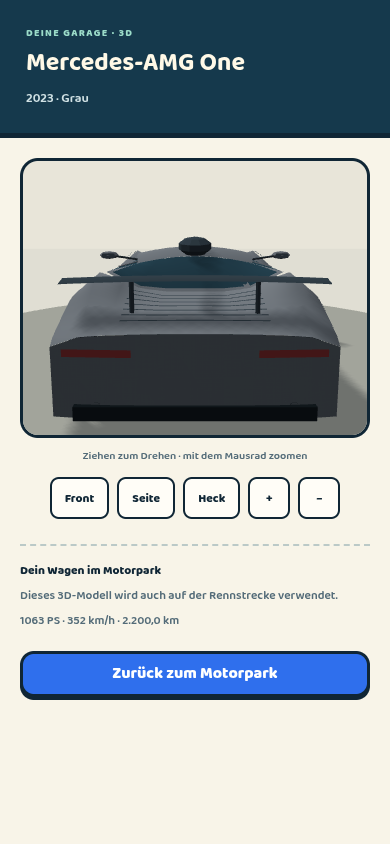 DEINE GARAGE · 3D
Mercedes-AMG One
2023 · Grau
Ziehen zum Drehen · mit dem Mausrad zoomen
Front Seite Heck + −
Dein Wagen im Motorpark
Dieses 3D-Modell wird auch auf der Rennstrecke verwendet.
1063 PS · 352 km/h · 2.200,0 km
Zurück zum Motorpark